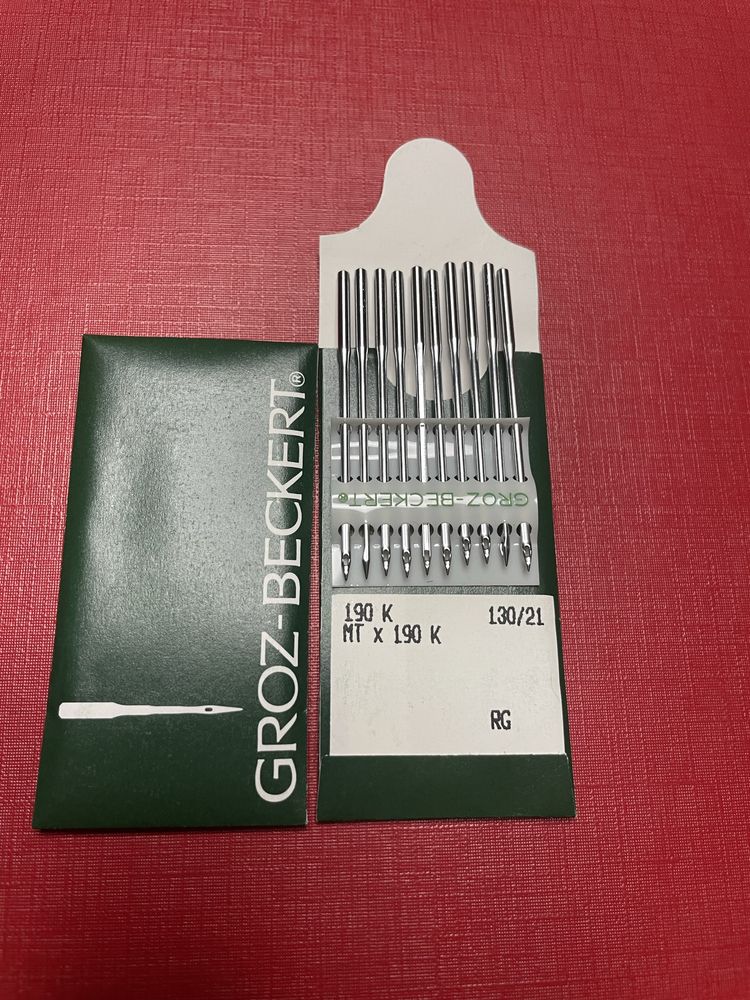 GROZ-BECKERT®
GROZ-BECKERT®
190 K 130/21
MT x 190 K
RG